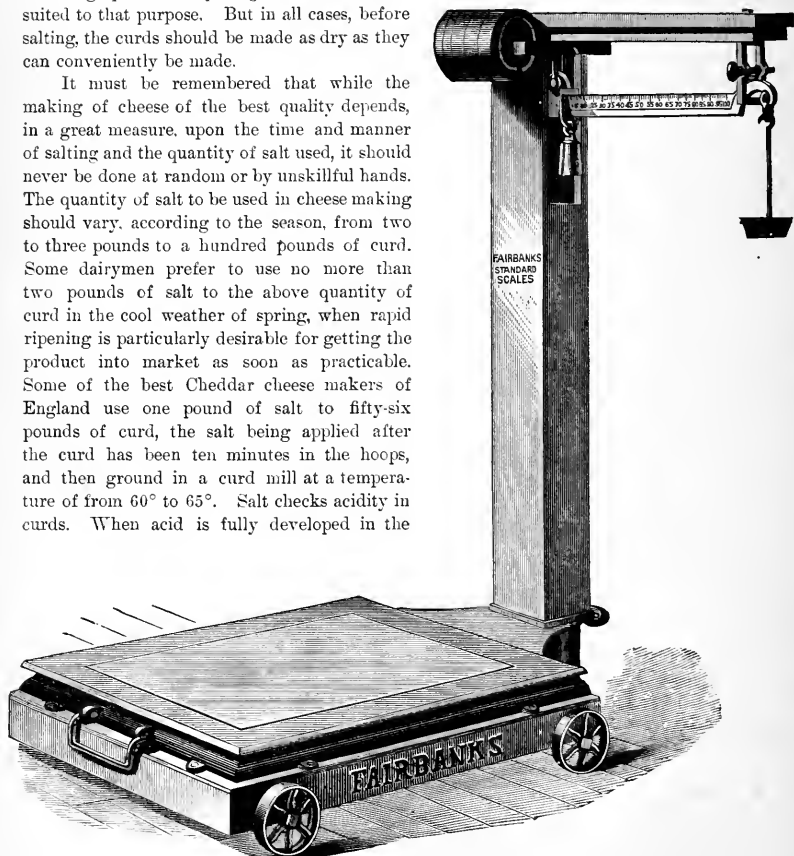 suited to that purpose. But in all cases, before
salting, the curds should be made as dry as they
can conveniently be made.
It must be remembered that while the
making of cheese of the best quality depends,
in a great measure, upon the time and manner
of salting and the quantity of salt used, it should
never be done at random or by unskillful hands.
The quantity of salt to be used in cheese making
should vary, according to the season, from two
to three pounds to a hundred pounds of curd.
Some dairymen prefer to use no more than
two pounds of salt to the above quantity of
curd in the cool weather of spring, when rapid
ripening is particularly desirable for getting the
product into market as soon as practicable.
Some of the best Cheddar cheese makers of
England use one pound of salt to fifty-six
pounds of curd, the salt being applied after
the curd has been ten minutes in the hoops,
and then ground in a curd mill at a tempera-
ture of from 60° to 65°. Salt checks acidity in
curds. When acid is fully developed in the
FAIRBANKS
STANDARD
SCALES
FAIRBANKS